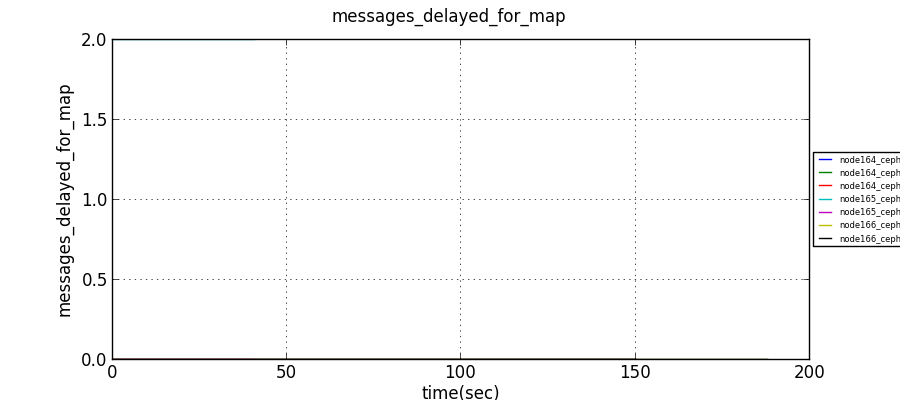 messages_delayed_for_map
2.0
1.5
1.0
0.5
0.0
messages_delayed_for_map
0 50 100 150 200
time(sec)
node164_ceph
node164_ceph
node164_ceph
node165_ceph
node165_ceph
node166_ceph
node166_ceph